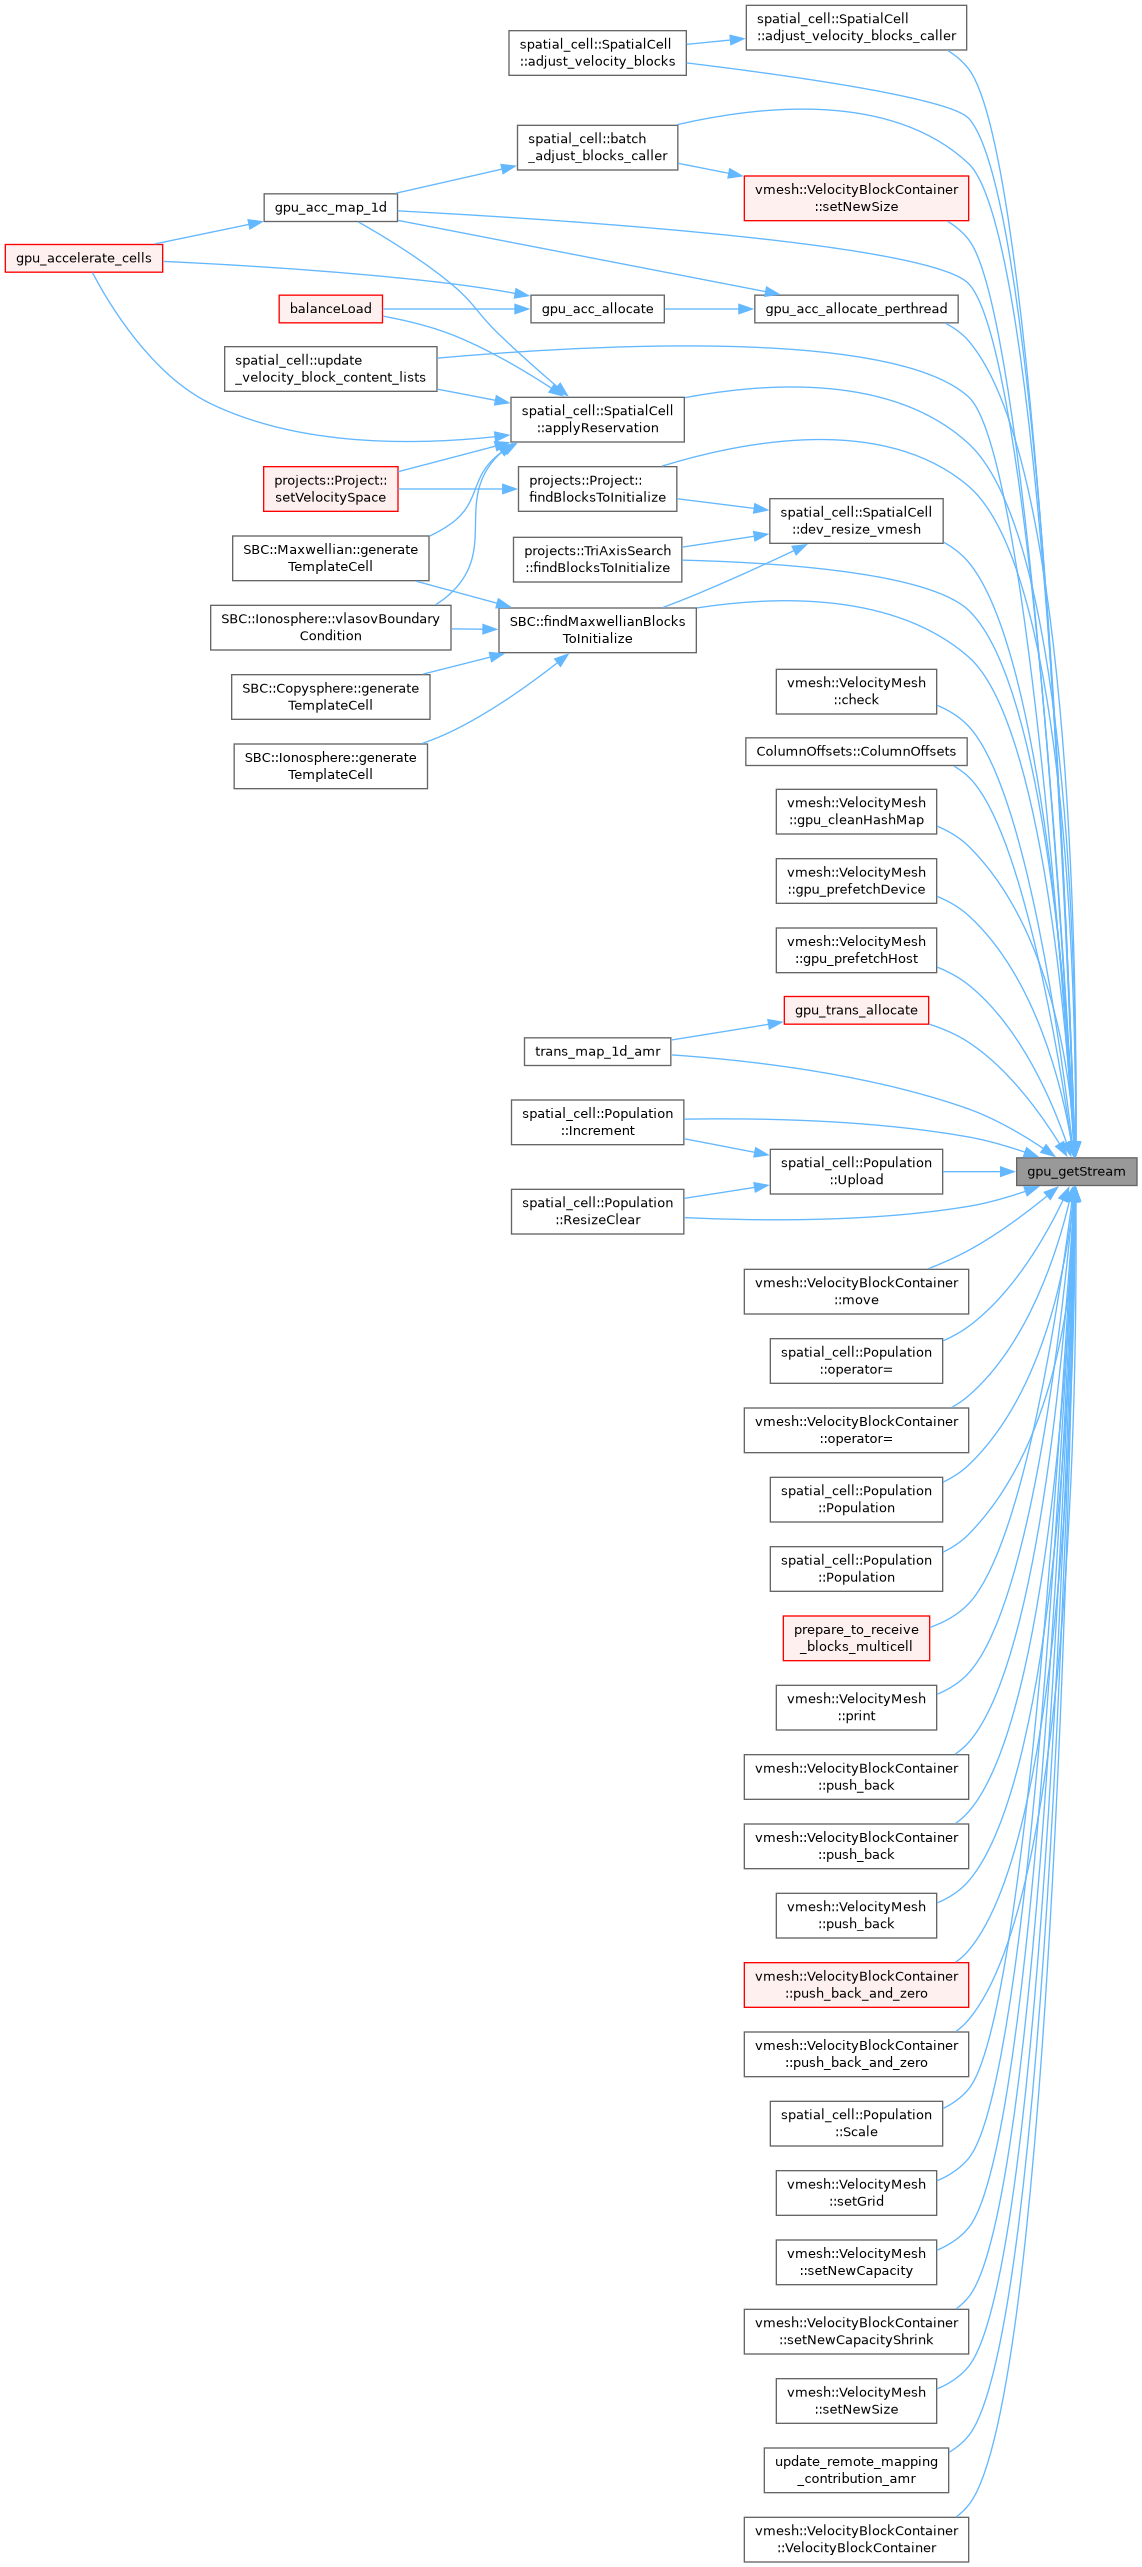 spatial_cell::SpatialCell
::adjust_velocity_blocks_caller
spatial_cell::SpatialCell
::adjust_velocity_blocks
spatial_cell::batch
_adjust_blocks_caller
vmesh::VelocityBlockContainer
::setNewSize
gpu_acc_map_1d
gpu_accelerate_cells
balanceLoad
gpu_acc_allocate
gpu_acc_allocate_perthread
spatial_cell::update
_velocity_block_content_lists
spatial_cell::SpatialCell
::applyReservation
projects::Project::
setVelocitySpace
projects::Project::
findBlocksToInitialize
spatial_cell::SpatialCell
::dev_resize_vmesh
SBC::Maxwellian::generate
TemplateCell
projects::TriAxisSearch
::findBlocksToInitialize
SBC::Ionosphere::vlasovBoundary
Condition
SBC::findMaxwellianBlocks
ToInitialize
SBC::Copysphere::generate
TemplateCell
vmesh::VelocityMesh
::check
SBC::Ionosphere::generate
TemplateCell
ColumnOffsets::ColumnOffsets
vmesh::VelocityMesh
::gpu_cleanHashMap
vmesh::VelocityMesh
::gpu_prefetchDevice
vmesh::VelocityMesh
::gpu_prefetchHost
gpu_trans_allocate
trans_map_1d_amr
spatial_cell::Population
::Increment
spatial_cell::Population
::Upload
gpu_getStream
spatial_cell::Population
::ResizeClear
vmesh::VelocityBlockContainer
::move
spatial_cell::Population
::operator=
vmesh::VelocityBlockContainer
::operator=
spatial_cell::Population
::Population
spatial_cell::Population
::Population
prepare_to_receive
_blocks_multicell
vmesh::VelocityMesh
::print
vmesh::VelocityBlockContainer
::push_back
vmesh::VelocityBlockContainer
::push_back
vmesh::VelocityMesh
::push_back
vmesh::VelocityBlockContainer
::push_back_and_zero
vmesh::VelocityBlockContainer
::push_back_and_zero
spatial_cell::Population
::Scale
vmesh::VelocityMesh
::setGrid
vmesh::VelocityMesh
::setNewCapacity
vmesh::VelocityBlockContainer
::setNewCapacityShrink
vmesh::VelocityMesh
::setNewSize
update_remote_mapping
_contribution_amr
vmesh::VelocityBlockContainer
::VelocityBlockContainer